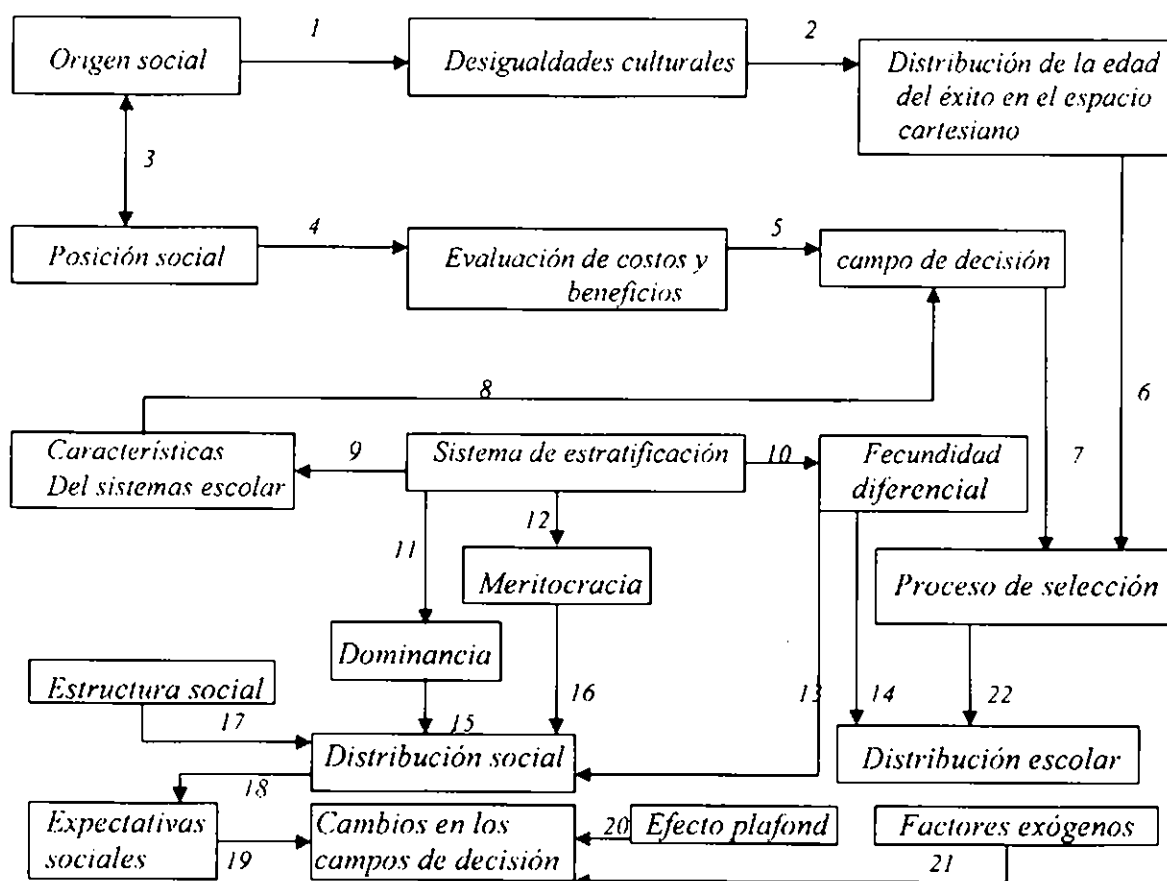 1
2
Origen social
Desigualdades culturales
Distribución de la edad
del éxito en el espacio
cartesiano
3
4
5
Posición social
Evaluación de costos y
beneficios
campo de decisión
8
6
7
Características
Del sistemas escolar
9
Sistema de estratificación
10
Fecundidad
diferencial
11
12
Meritocracia
Proceso de selección
Dominancia
Estructura social
17
15
16
13
14
22
Distribución social
Distribución escolar
18
Expectativas
sociales
19
Cambios en los
campos de decisión
20
Efecto plafond
Factores exógenos
21